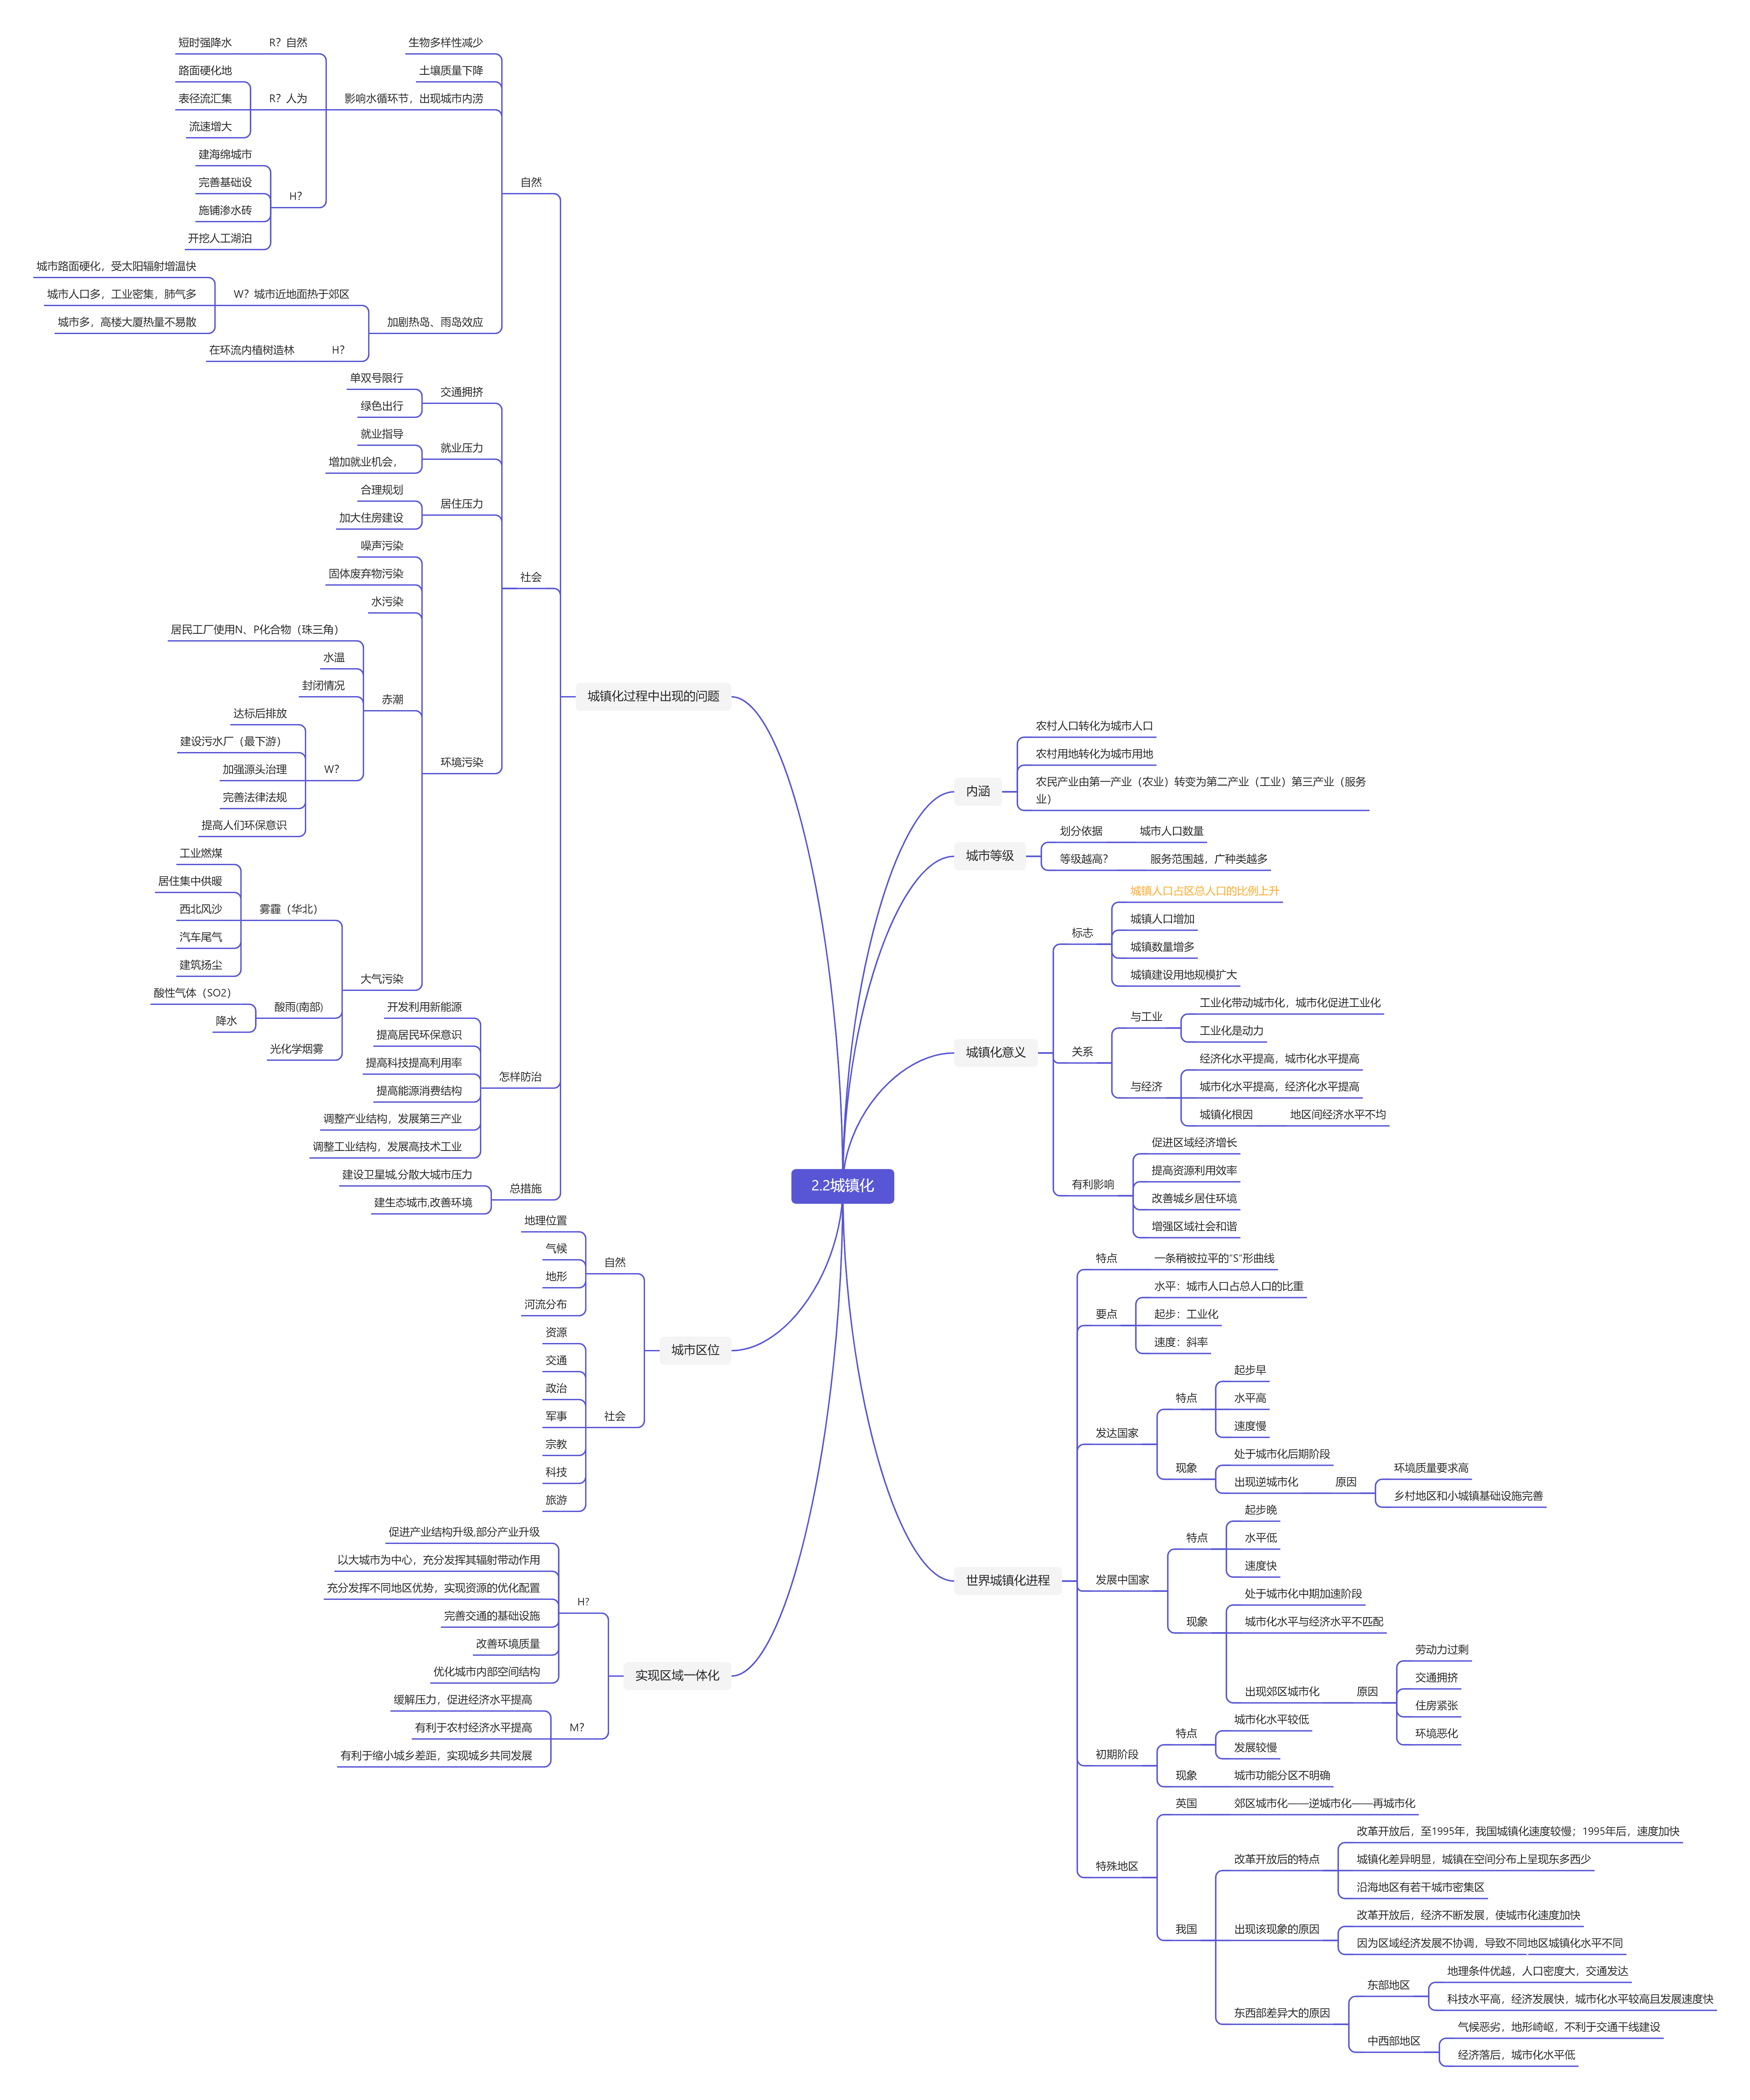 2.2城镇化
城镇化过程中出现的问题
自然
生物多样性减少
土壤质量下降
影响水循环节，出现城市内涝
R？自然
短时强降水
R？人为
路面硬化地
表径流汇集
流速增大
H？
建海绵城市
完善基础设
施铺渗水砖
开挖人工湖泊
加剧热岛、雨岛效应
W？城市近地面热于郊区
城市路面硬化，受太阳辐射增温快
城市人口多，工业密集，肺气多
城市多，高楼大厦热量不易散
H？
在环流内植树造林
社会
交通拥挤
单双号限行
绿色出行
就业压力
就业指导
增加就业机会，
居住压力
合理规划
加大住房建设
环境污染
噪声污染
固体废弃物污染
水污染
赤潮
居民工厂使用N、P化合物（珠三角）
水温
封闭情况
W？
达标后排放
建设污水厂（最下游）
加强源头治理
完善法律法规
提高人们环保意识
大气污染
雾霾（华北）
工业燃煤
居住集中供暖
西北风沙
汽车尾气
建筑扬尘
酸雨(南部)
酸性气体（SO2）
降水
光化学烟雾
怎样防治
开发利用新能源
提高居民环保意识
提高科技提高利用率
提高能源消费结构
调整产业结构，发展第三产业
调整工业结构，发展高技术工业
总措施
建设卫星城,分散大城市压力
建生态城市,改善环境
城市区位
自然
地理位置
气候
地形
河流分布
社会
资源
交通
政治
军事
宗教
科技
旅游
实现区域一体化
H?
促进产业结构升级,部分产业升级
以大城市为中心，充分发挥其辐射带动作用
充分发挥不同地区优势，实现资源的优化配置
完善交通的基础设施
改善环境质量
优化城市内部空间结构
M？
缓解压力，促进经济水平提高
有利于农村经济水平提高
有利于缩小城乡差距，实现城乡共同发展
内涵
农村人口转化为城市人口
农村用地转化为城市用地
农民产业由第一产业（农业）转变为第二产业（工业）第三产业（服务
业）
城市等级
划分依据
城市人口数量
等级越高？
服务范围越，广种类越多
城镇化意义
标志
城镇人口占区总人口的比例上升
城镇人口增加
城镇数量增多
城镇建设用地规模扩大
关系
与工业
工业化带动城市化，城市化促进工业化
工业化是动力
与经济
经济化水平提高，城市化水平提高
城市化水平提高，经济化水平提高
城镇化根因
地区间经济水平不均
有利影响
促进区域经济增长
提高资源利用效率
改善城乡居住环境
增强区域社会和谐
世界城镇化进程
特点
一条稍被拉平的“S”形曲线
要点
水平：城市人口占总人口的比重
起步：工业化
速度：斜率
发达国家
特点
起步早
水平高
速度慢
现象
处于城市化后期阶段
出现逆城市化
原因
环境质量要求高
乡村地区和小城镇基础设施完善
发展中国家
特点
起步晚
水平低
速度快
现象
处于城市化中期加速阶段
城市化水平与经济水平不匹配
出现郊区城市化
原因
劳动力过剩
交通拥挤
住房紧张
环境恶化
初期阶段
特点
城市化水平较低
发展较慢
现象
城市功能分区不明确
特殊地区
英国
郊区城市化——逆城市化——再城市化
我国
改革开放后的特点
改革开放后，至1995年，我国城镇化速度较慢；1995年后，速度加快
城镇化差异明显，城镇在空间分布上呈现东多西少
沿海地区有若干城市密集区
出现该现象的原因
改革开放后，经济不断发展，使城市化速度加快
因为区域经济发展不协调，导致不同地区城镇化水平不同
东西部差异大的原因
东部地区
地理条件优越，人口密度大，交通发达
科技水平高，经济发展快，城市化水平较高且发展速度快
中西部地区
气候恶劣，地形崎岖，不利于交通干线建设
经济落后，城市化水平低